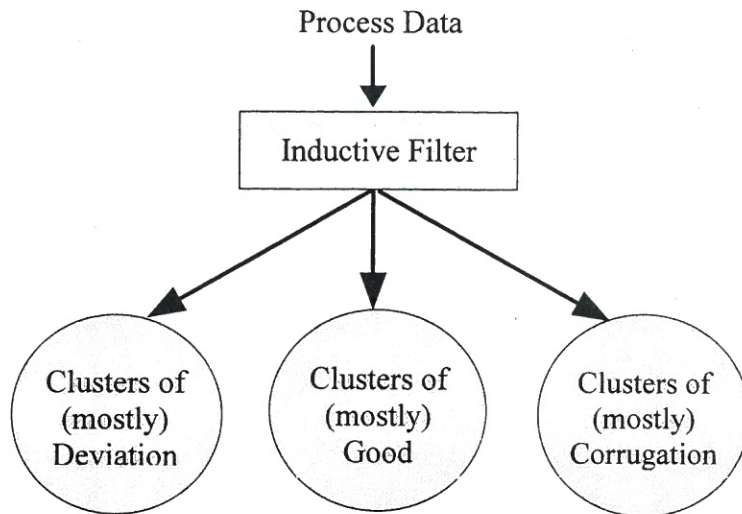 Process Data
Inductive Filter
Clusters of
(mostly)
Deviation
Clusters of
(mostly)
Good
Clusters of
(mostly)
Corrugation